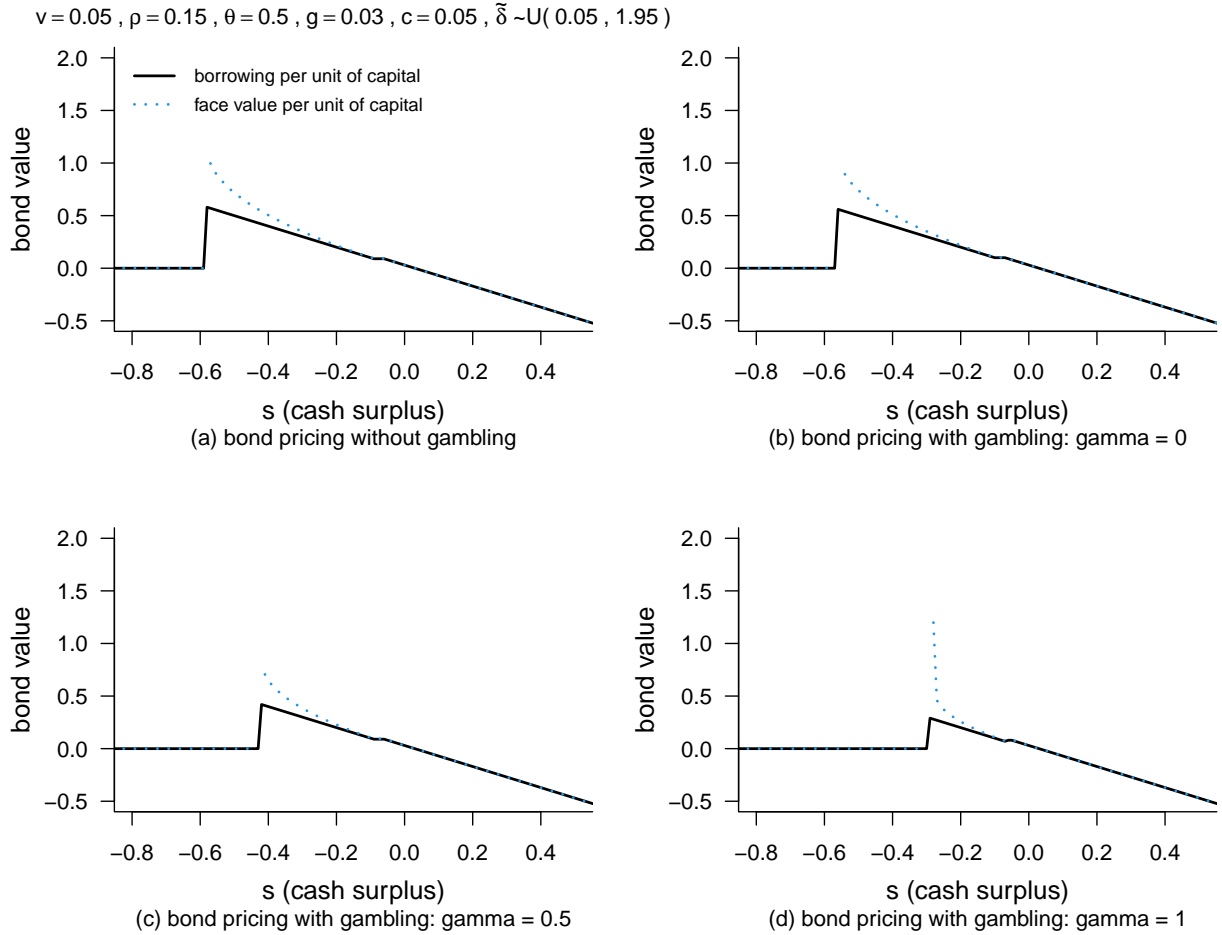 v = 0.05 , ρ = 0.15 , θ = 0.5 , g = 0.03 , c = 0.05 , δ̃ ~U( 0.05 , 1.95 )
2.0
1.5
1.0
0.5
0.0
−0.5
bond value
borrowing per unit of capital
face value per unit of capital
−0.8 −0.6 −0.4 −0.2 0.0 0.2 0.4
s (cash surplus)
(a) bond pricing without gambling
2.0
1.5
1.0
0.5
0.0
−0.5
bond value
−0.8 −0.6 −0.4 −0.2 0.0 0.2 0.4
s (cash surplus)
(b) bond pricing with gambling: gamma = 0
2.0
1.5
1.0
0.5
0.0
−0.5
bond value
−0.8 −0.6 −0.4 −0.2 0.0 0.2 0.4
s (cash surplus)
(c) bond pricing with gambling: gamma = 0.5
2.0
1.5
1.0
0.5
0.0
−0.5
bond value
−0.8 −0.6 −0.4 −0.2 0.0 0.2 0.4
s (cash surplus)
(d) bond pricing with gambling: gamma = 1